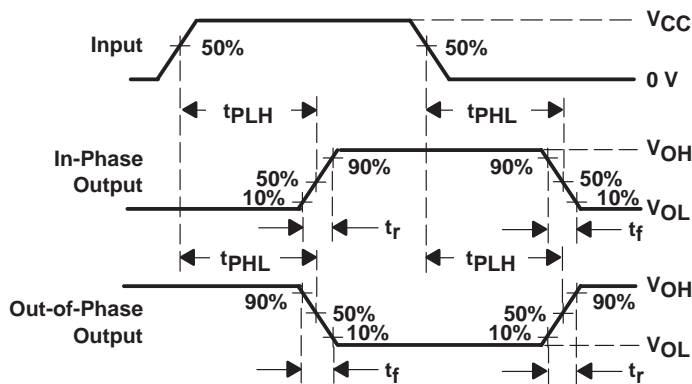 VCC
Input
50%
50%
0 V
tPLH
tPHL
VOH
In-Phase
Output
90%
90%
50%
50%
10%
10%
VOL
tr
tf
tPHL
tPLH
VOH
90%
90%
Out-of-Phase
Output
50%
50%
10%
10%
VOL
tf
tr